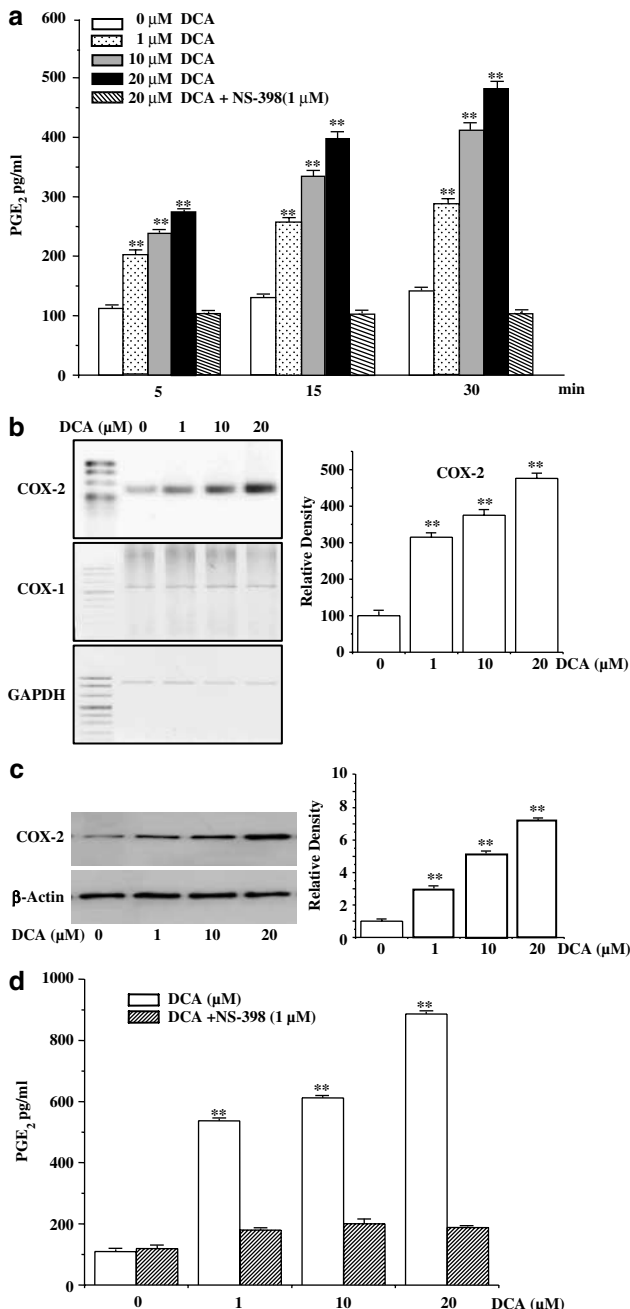 a
600
500
400
300
200
100
0
PGE2 pg/ml
0 µM DCA
1 µM DCA
10 µM DCA
20 µM DCA
20 µM DCA + NS-398(1 µM)
** ** **
** ** **
** ** **
5 15 30 min
b
DCA (µM) 0 1 10 20
COX-2
COX-1
GAPDH
COX-2
500
400
300
200
100
0
Relative Density
** ** **
0 1 10 20 DCA (µM)
c
COX-2
β-Actin
DCA (µM) 0 1 10 20
10
8
6
4
2
0
Relative Density
** ** **
0 1 10 20 DCA (µM)
d
1000
800
600
400
200
0
PGE2 pg/ml
DCA (µM)
DCA +NS-398 (1 µM)
** ** **
0 1 10 20 DCA (µM)